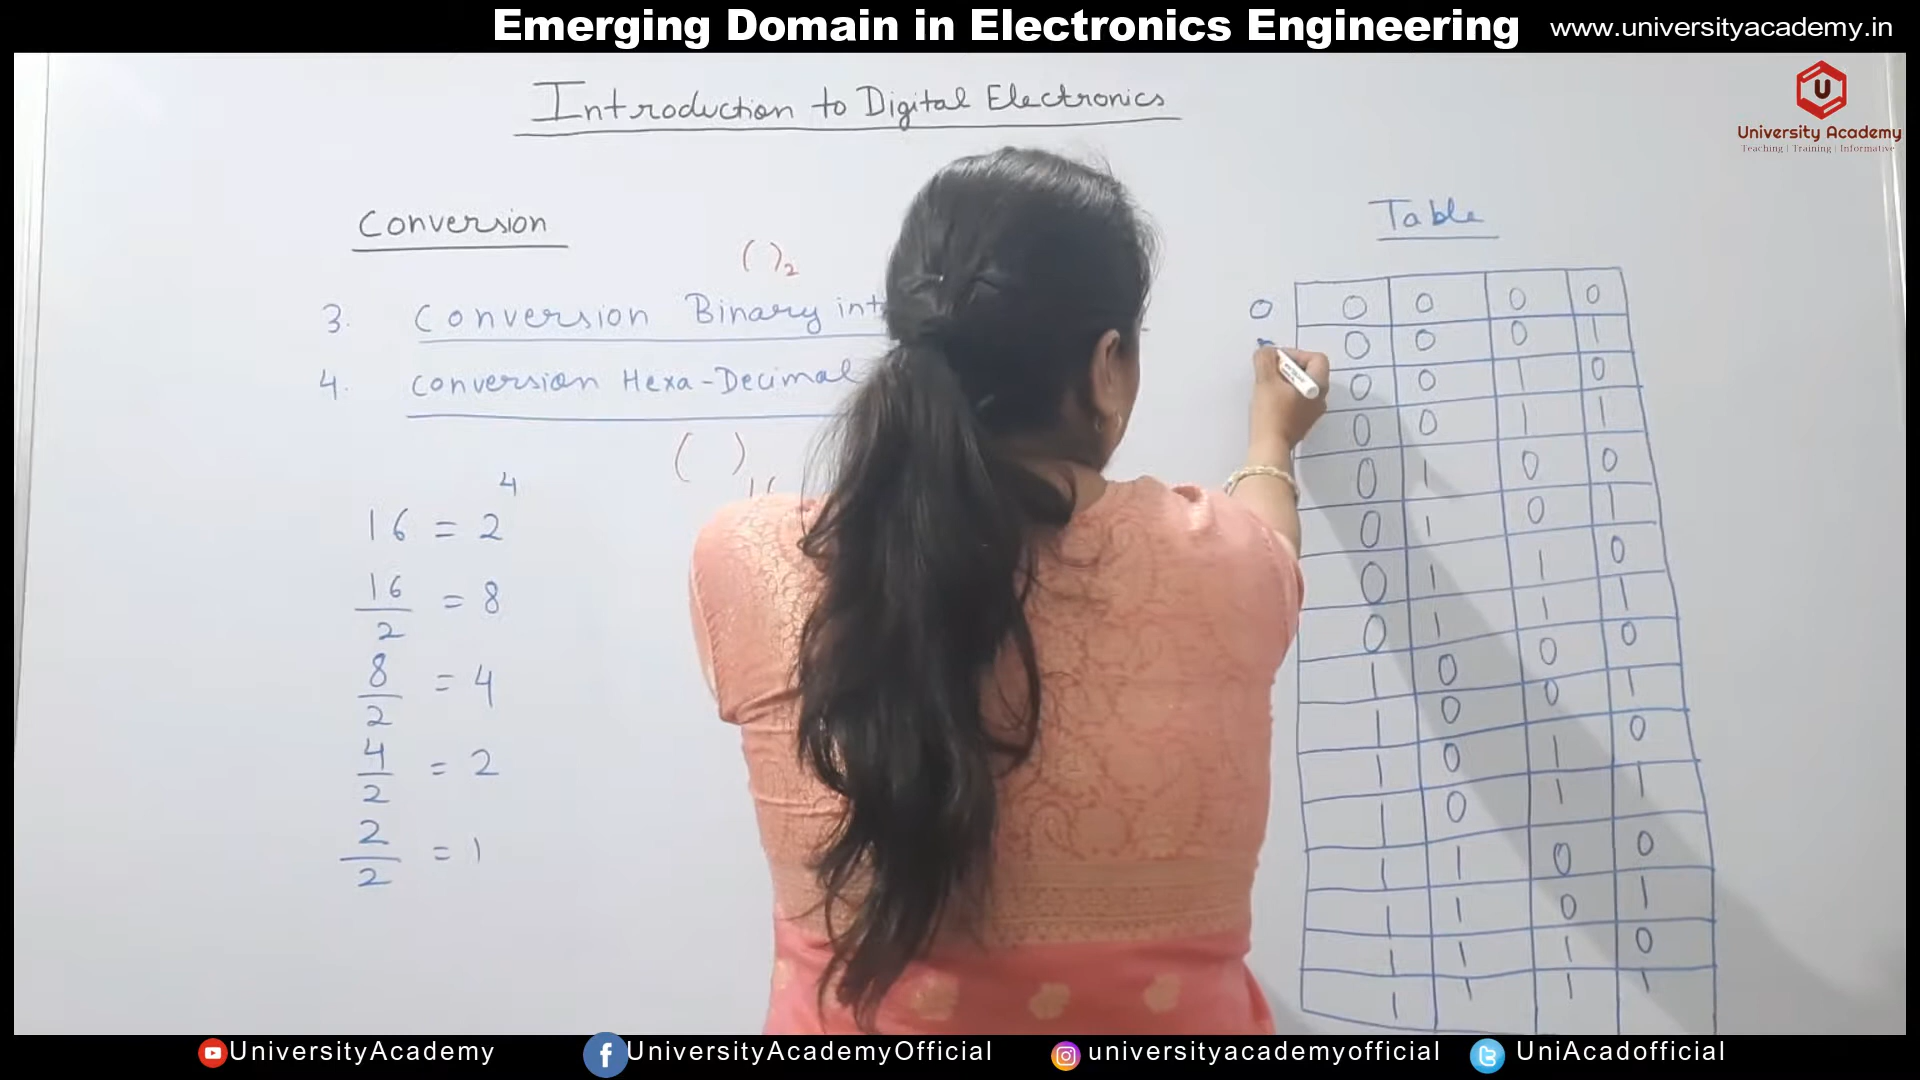 Emerging Domain in Electronics Engineering www.universityacademy.in
U
University Academy
Teaching | Training | Informative
Introduction to Digital Electronics
Conversion
( )2
3. Conversion Binary
4. Conversion Hexa-Decimal
( )
16 = 2^4
16/2 = 8
8/2 = 4
4/2 = 2
2/2 = 1
Table
0 0 0 0 0
0 0 0 1
0 0 1 0
0 0 1 1
0 1 0 0
0 1 0 1
0 1 1 0
0 1 1 1
1 0 0 0
1 0 0 1
1 0 1 0
1 0 1 1
1 1 0 0
1 1 0 1
1 1 1 0
1 1 1 1
UniversityAcademy UniversityAcademyOfficial universityacademyofficial UniAcadofficial